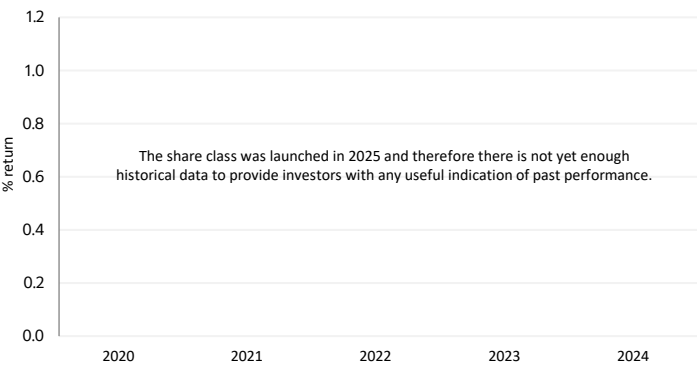 1.2
1.0
0.8
0.6
0.4
0.2
0.0
% return
The share class was launched in 2025 and therefore there is not yet enough
historical data to provide investors with any useful indication of past performance.
2020 2021 2022 2023 2024